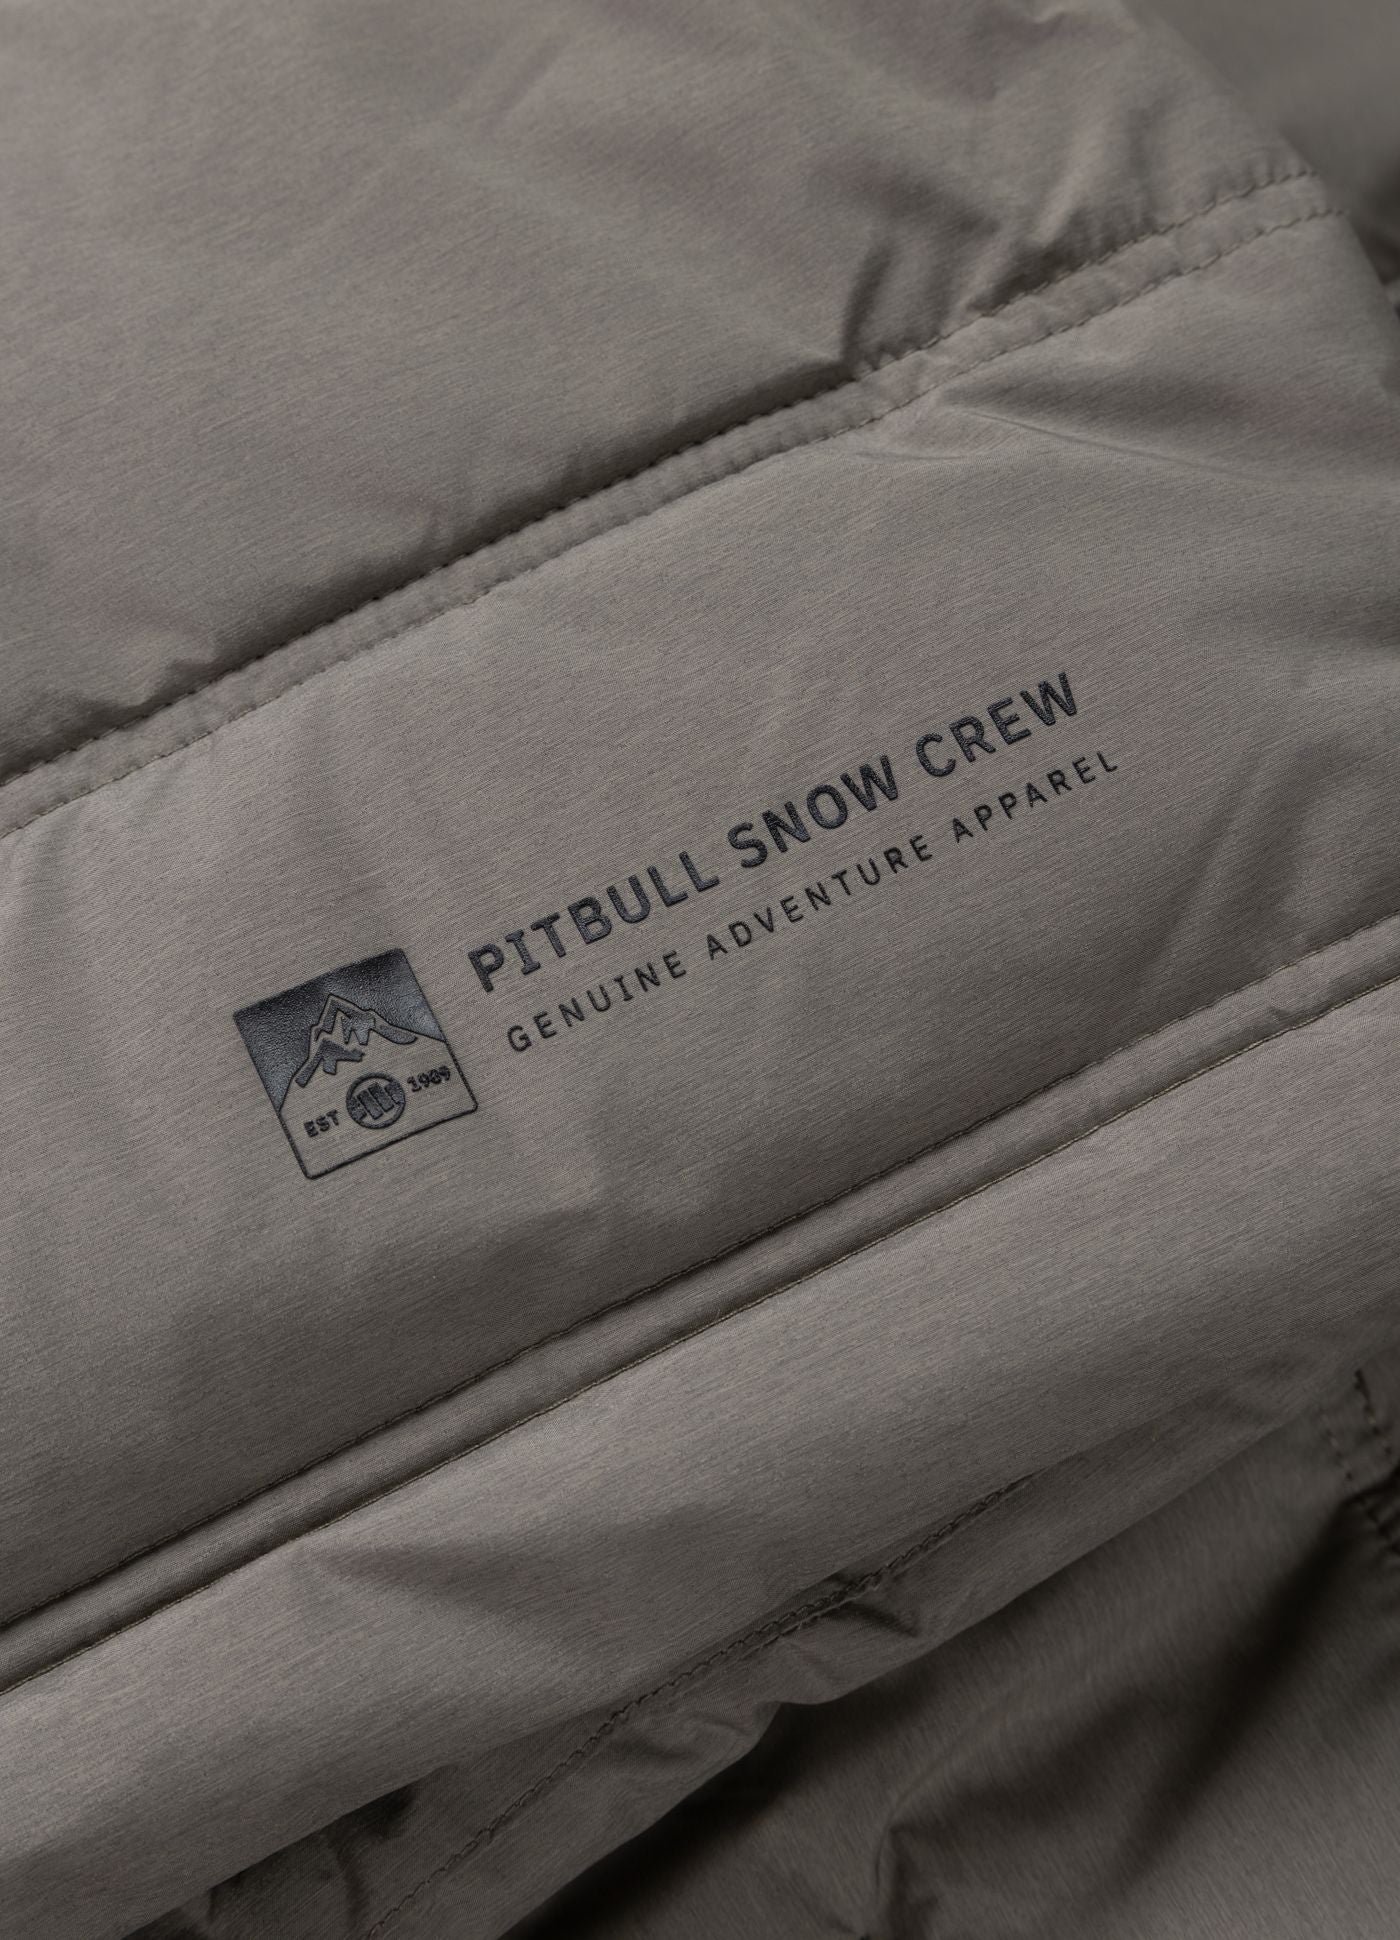 PITBULL SNOW CREW
GENUINE ADVENTURE APPAREL
EST 1989